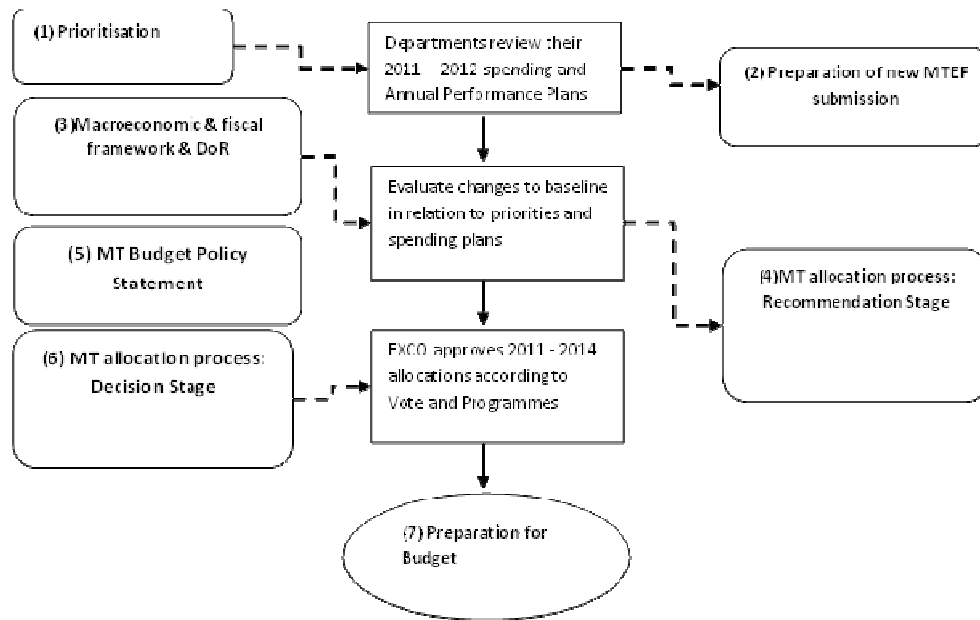 (1) Prioritisation
Departments review their
2011 – 2012 spending and
Annual Performance Plans
(2) Preparation of new MTEF
submission
(3)Macroeconomic & fiscal
framework & DoR
Evaluate changes to baseline
in relation to priorities and
spending plans
(4)MT allocation process:
Recommendation Stage
(5) MT Budget Policy
Statement
(6) MT allocation process:
Decision Stage
EXCO approves 2011 - 2014
allocations according to
Vote and Programmes
(7) Preparation for
Budget